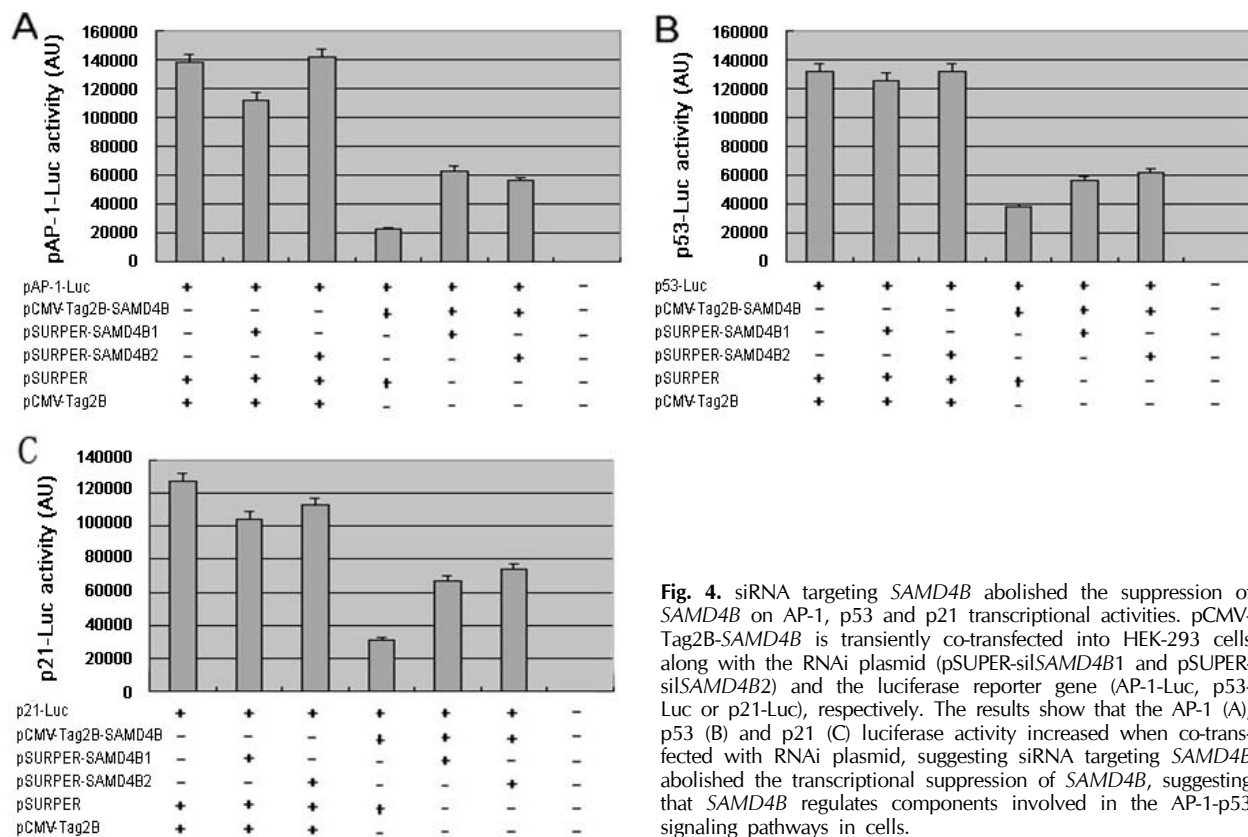 A
pAP-1-Luc activity (AU)
160000
140000
120000
100000
80000
60000
40000
20000
0
pAP-1-Luc + + + + + + −
pCMV-Tag2B-SAMD4B − − − + + + −
pSURPER-SAMD4B1 − + − − + − −
pSURPER-SAMD4B2 − − + − − + −
pSURPER + + + + − − −
pCMV-Tag2B + + + − − − −
B
p53-Luc activity (AU)
160000
140000
120000
100000
80000
60000
40000
20000
0
p53-Luc + + + + + + −
pCMV-Tag2B-SAMD4B − − − + + + −
pSURPER-SAMD4B1 − + − − + − −
pSURPER-SAMD4B2 − − + − − + −
pSURPER + + + + − − −
pCMV-Tag2B + + + − − − −
C
p21-Luc activity (AU)
140000
120000
100000
80000
60000
40000
20000
0
p21-Luc + + + + + + −
pCMV-Tag2B-SAMD4B − − − + + + −
pSURPER-SAMD4B1 − + − − + − −
pSURPER-SAMD4B2 − − + − − + −
pSURPER + + + + − − −
pCMV-Tag2B + + + − − − −
Fig. 4. siRNA targeting SAMD4B abolished the suppression of
SAMD4B on AP-1, p53 and p21 transcriptional activities. pCMV-
Tag2B-SAMD4B is transiently co-transfected into HEK-293 cells
along with the RNAi plasmid (pSUPER-silSAMD4B1 and pSUPER-
silSAMD4B2) and the luciferase reporter gene (AP-1-Luc, p53-
Luc or p21-Luc), respectively. The results show that the AP-1 (A),
p53 (B) and p21 (C) luciferase activity increased when co-trans-
fected with RNAi plasmid, suggesting siRNA targeting SAMD4B
abolished the transcriptional suppression of SAMD4B, suggesting
that SAMD4B regulates components involved in the AP-1-p53
signaling pathways in cells.